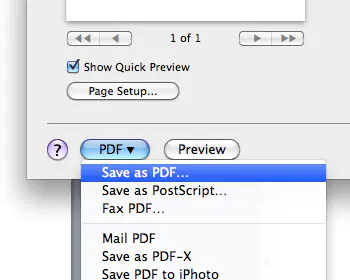 1 of 1
Show Quick Preview
Page Setup...
? PDF ▼ Preview
Save as PDF...
Save as PostScript...
Fax PDF...
Mail PDF
Save as PDF-X
Save PDF to iPhoto